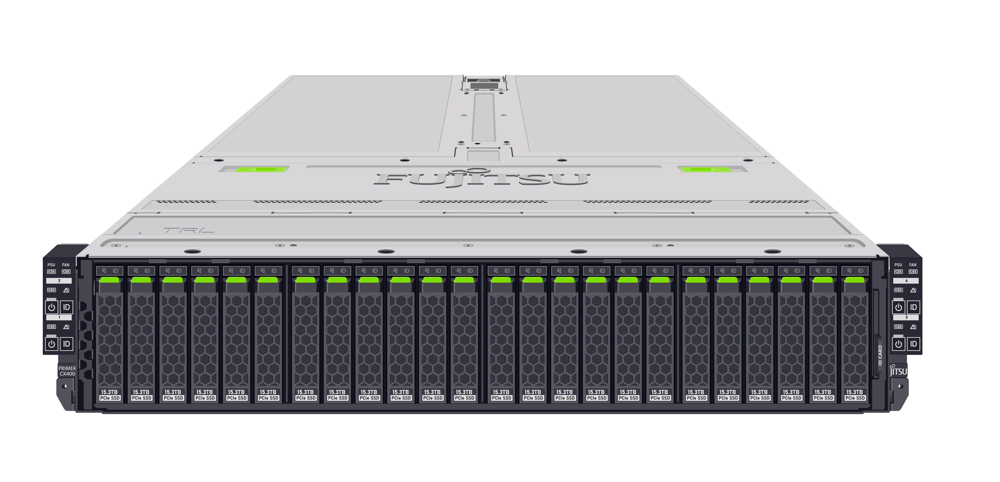 FUJITSU
TRL
PSU FAN
CSS CSS
2
CSS
ID
1
CSS
ID
PRIMER
CX400
15.3TB 15.3TB 15.3TB 15.3TB 15.3TB 15.3TB 15.3TB 15.3TB 15.3TB 15.3TB 15.3TB 15.3TB 15.3TB 15.3TB 15.3TB 15.3TB 15.3TB 15.3TB 15.3TB 15.3TB 15.3TB 15.3TB 15.3TB 15.3TB
PCIe SSD PCIe SSD PCIe SSD PCIe SSD PCIe SSD PCIe SSD PCIe SSD PCIe SSD PCIe SSD PCIe SSD PCIe SSD PCIe SSD PCIe SSD PCIe SSD PCIe SSD PCIe SSD PCIe SSD PCIe SSD PCIe SSD PCIe SSD PCIe SSD PCIe SSD PCIe SSD PCIe SSD
ID CARD
PSU FAN
CSS CSS
4
CSS
ID
3
CSS
ID
JITSU